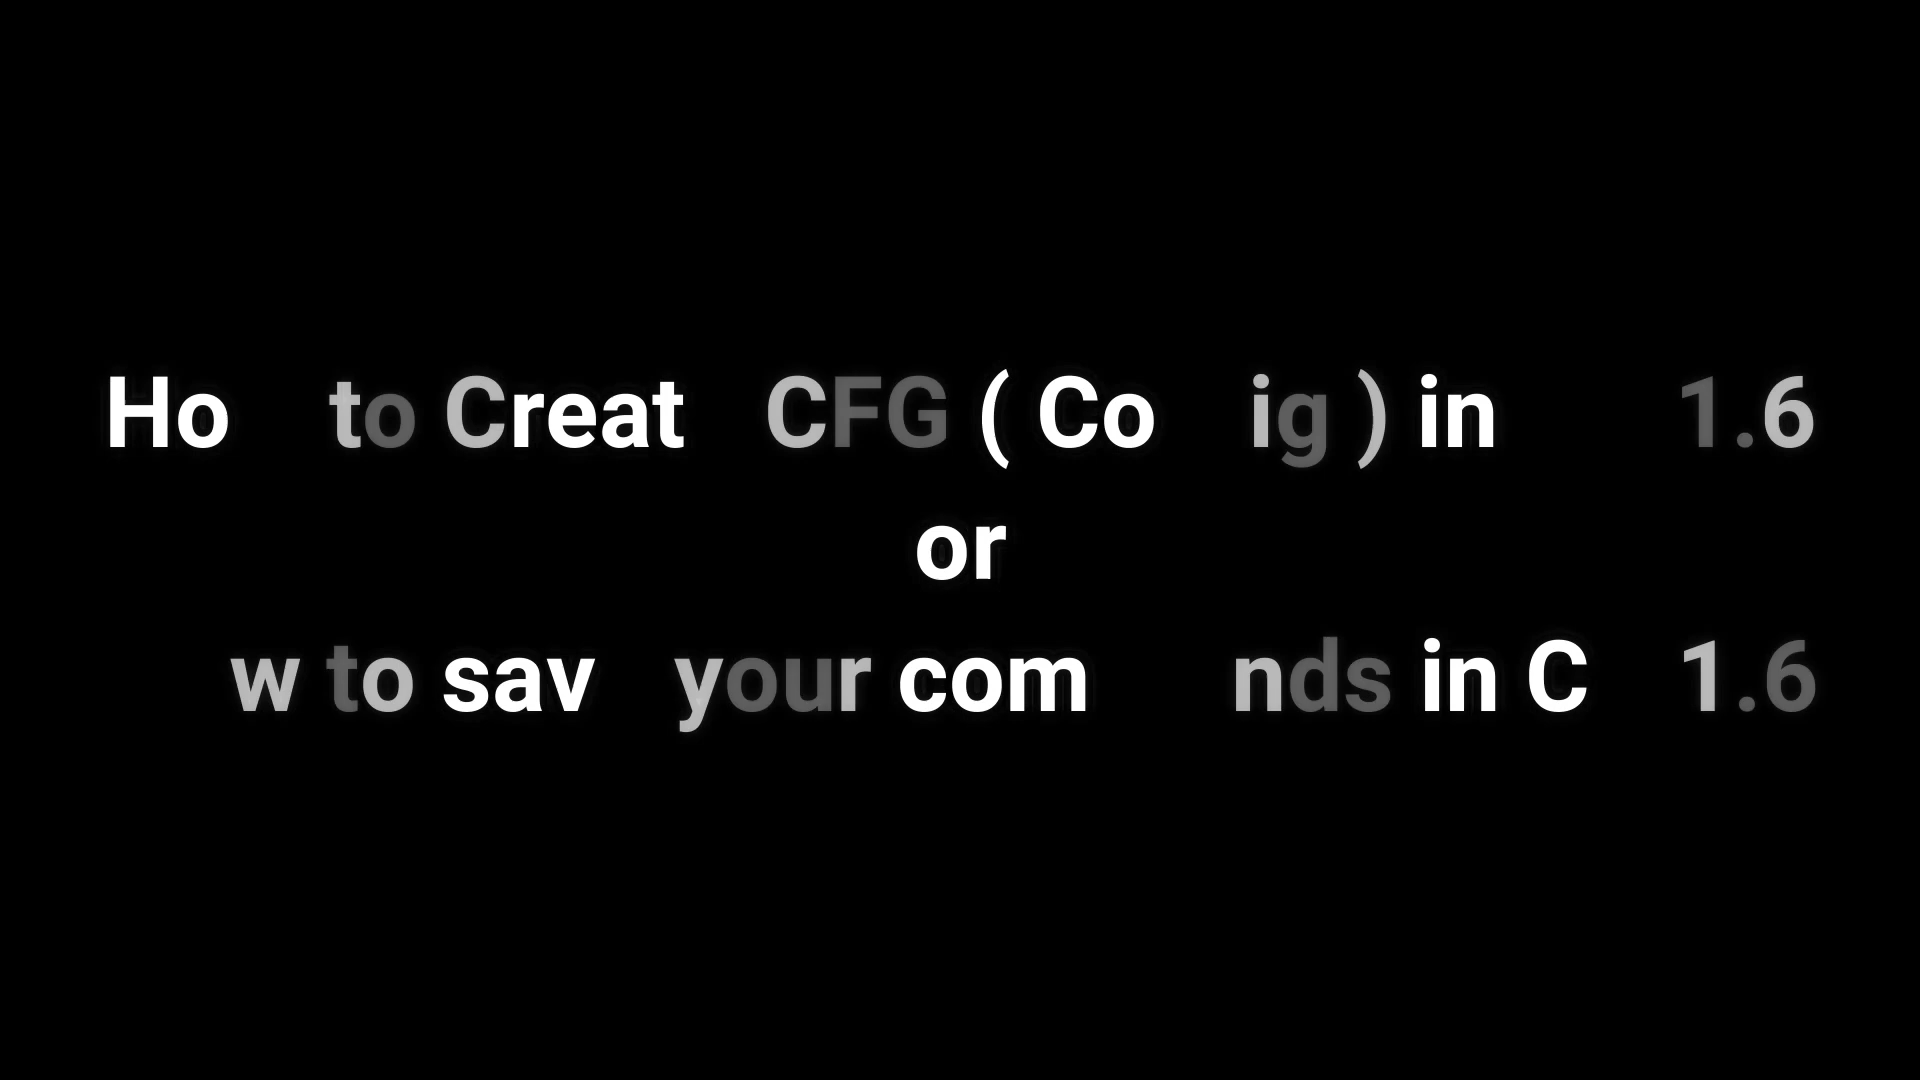 Ho to Creat CFG ( Co ig ) in 1.6
or
w to sav your com nds in C 1.6